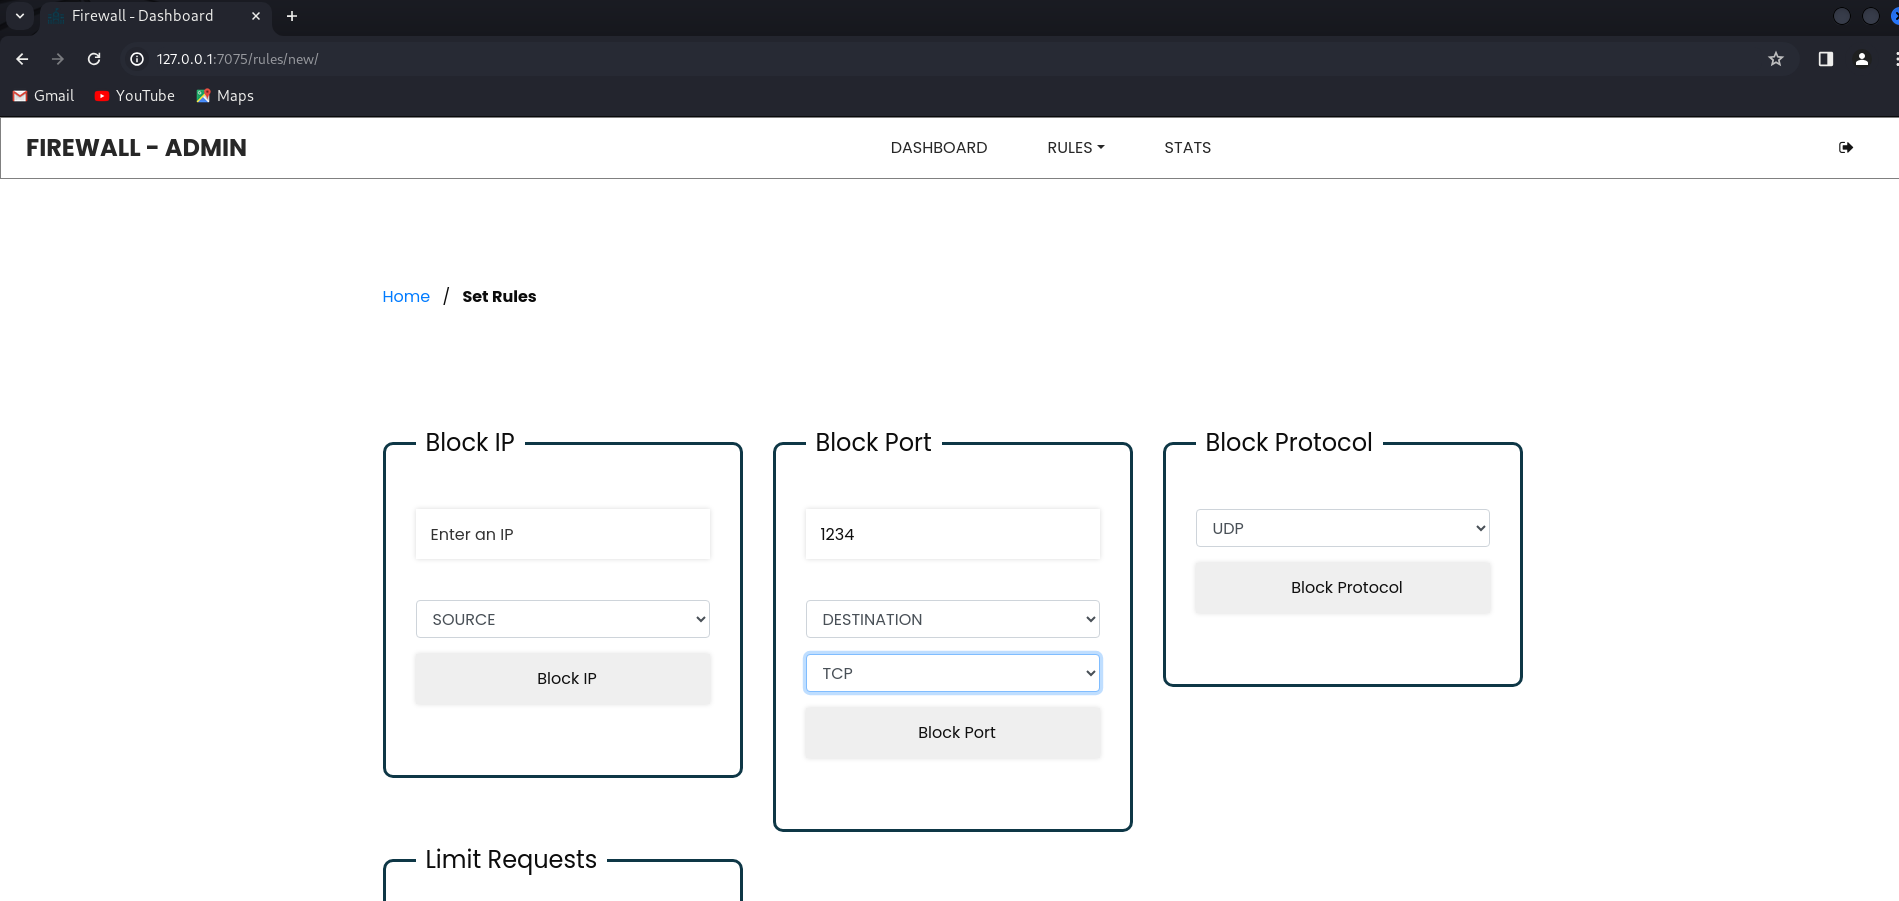 Firewall - Dashboard
127.0.0.1:7075/rules/new/
Gmail YouTube Maps
FIREWALL - ADMIN DASHBOARD RULES STATS
Home / Set Rules
Block IP
Enter an IP
SOURCE
Block IP
Block Port
1234
DESTINATION
TCP
Block Port
Block Protocol
UDP
Block Protocol
Limit Requests